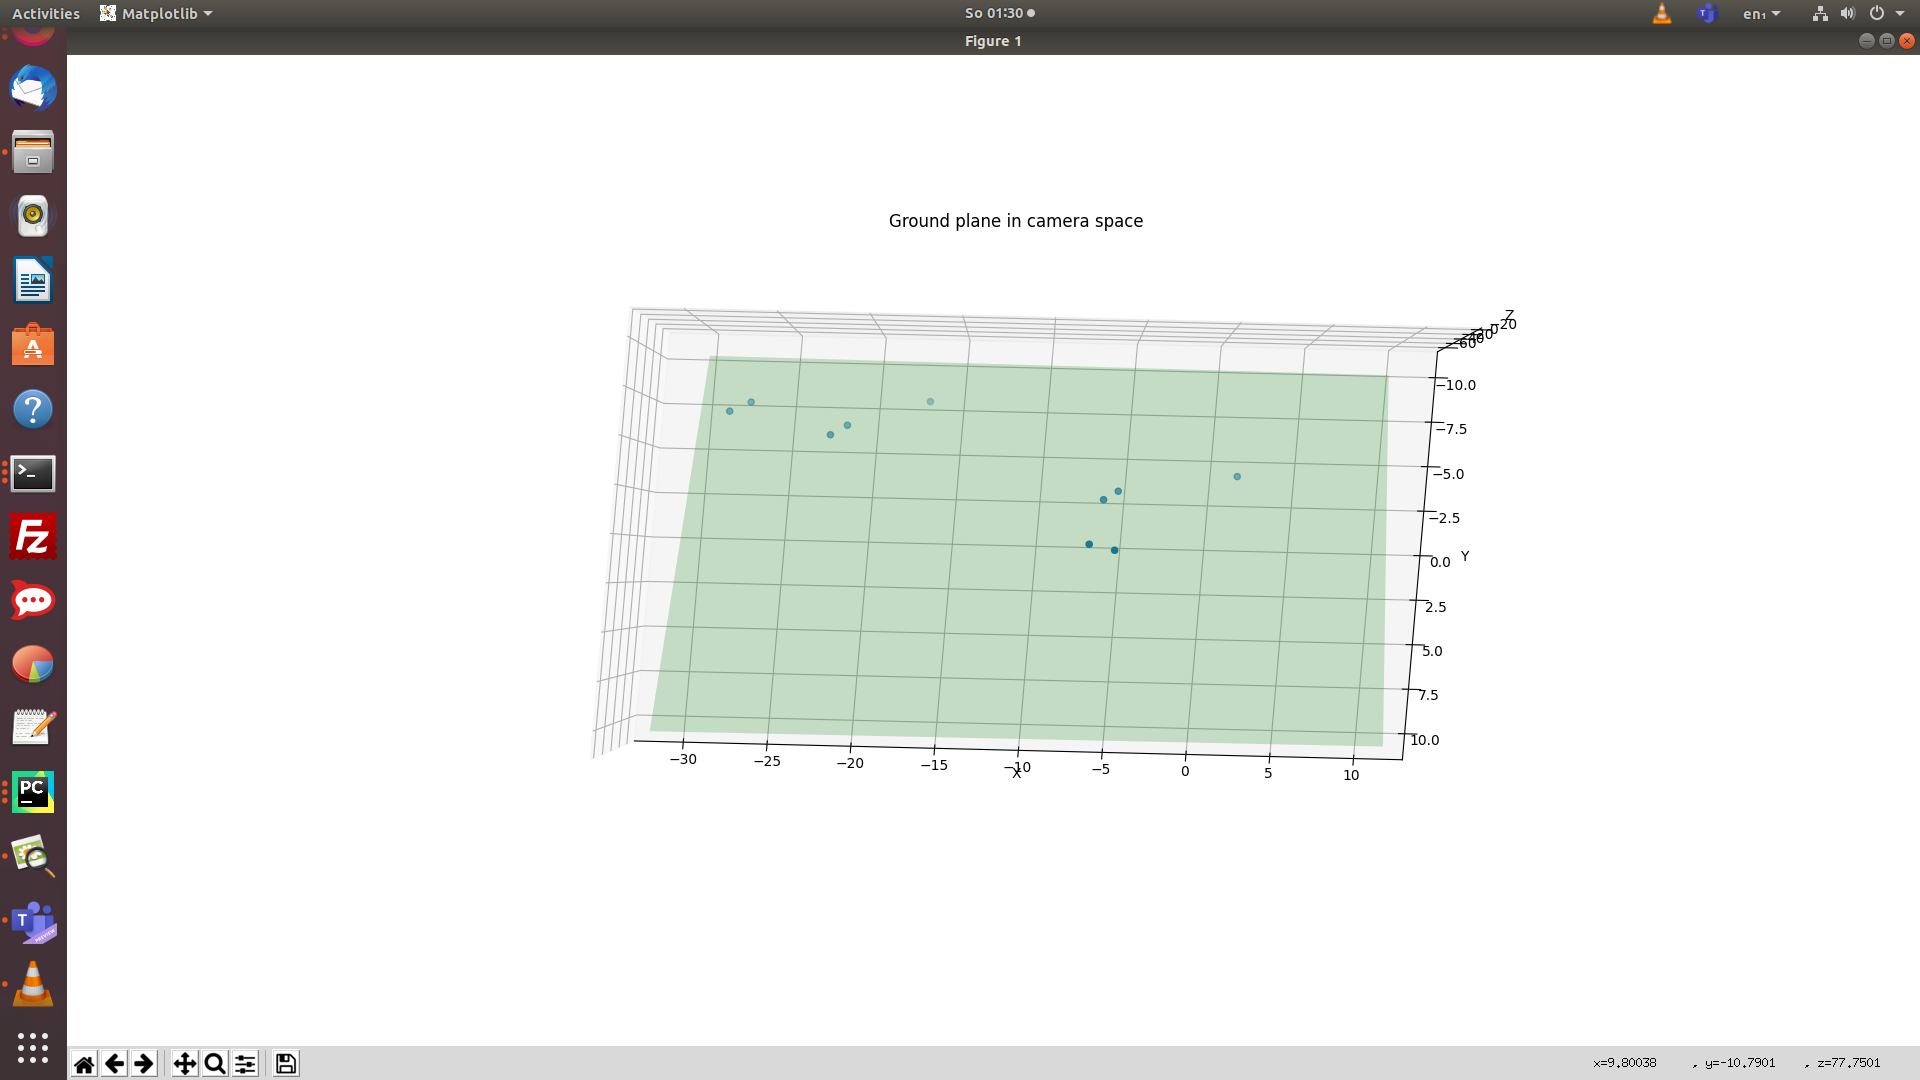 Activities Matplotlib So 01:30 en₁
Figure 1
Ground plane in camera space
Z
−20
0
−60
−10.0
−7.5
−5.0
−2.5
0.0 Y
2.5
5.0
7.5
10.0
−30 −25 −20 −15 −10 −5 0 5 10
X
x=9.80038 , y=-10.7901 , z=77.7501